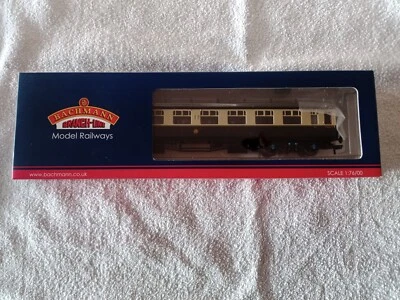 BACHMANN
BRANCH-LINE
Model Railways
www.bachmann.co.uk
SCALE 1:76/00